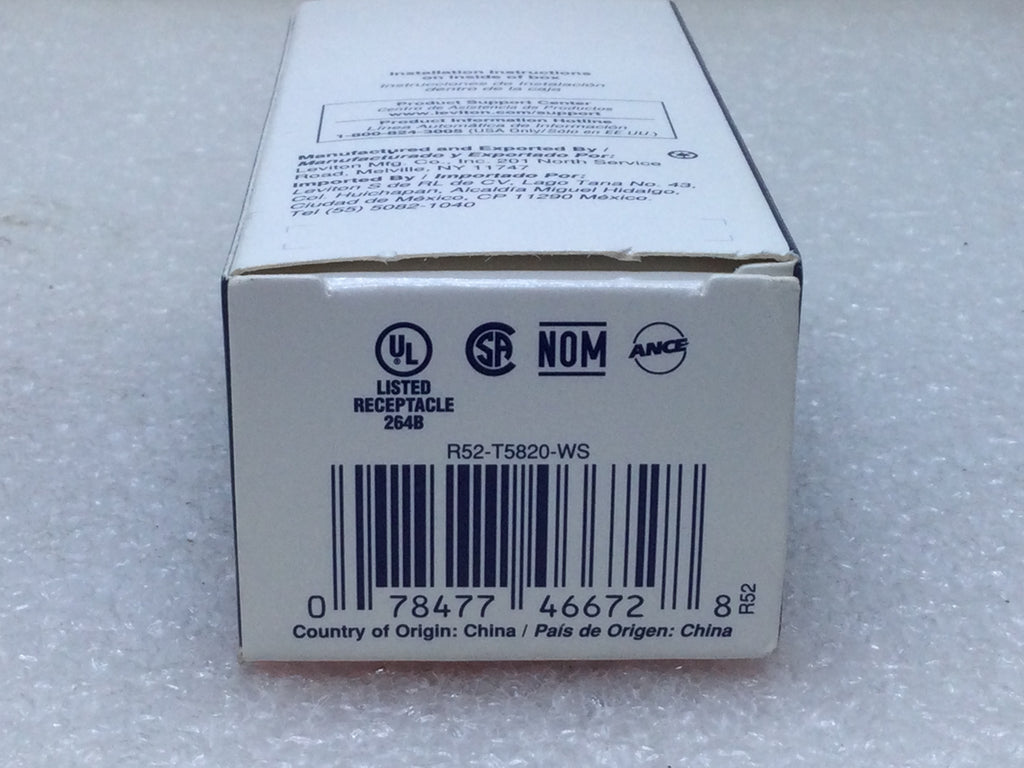 Installation Instructions
on inside of box
Instrucciones de instalación
dentro de la caja
Product Support Center
Centro de Asistencia de Productos
www.leviton.com/support
Product Information Hotline
Línea Automática de Información
1-800-824-3005 (USA Only/Sólo en EE.UU.)
Manufactured and Exported By /
Manufacturado y Exportado Por:
Leviton Mfg. Co., Inc. 201 North Service
Road, Melville, NY 11747
Imported By / Importado Por:
Leviton S de RL de CV, Lago Tana No. 43,
Col. Huichapan, Alcaldía Miguel Hidalgo,
Ciudad de México, CP 11290 México.
Tel (55) 5082-1040
UL ® SA NOM ANCE
LISTED
RECEPTACLE
264B
R52-T5820-WS
0 78477 46672 8
R52
Country of Origin: China / País de Origen: China